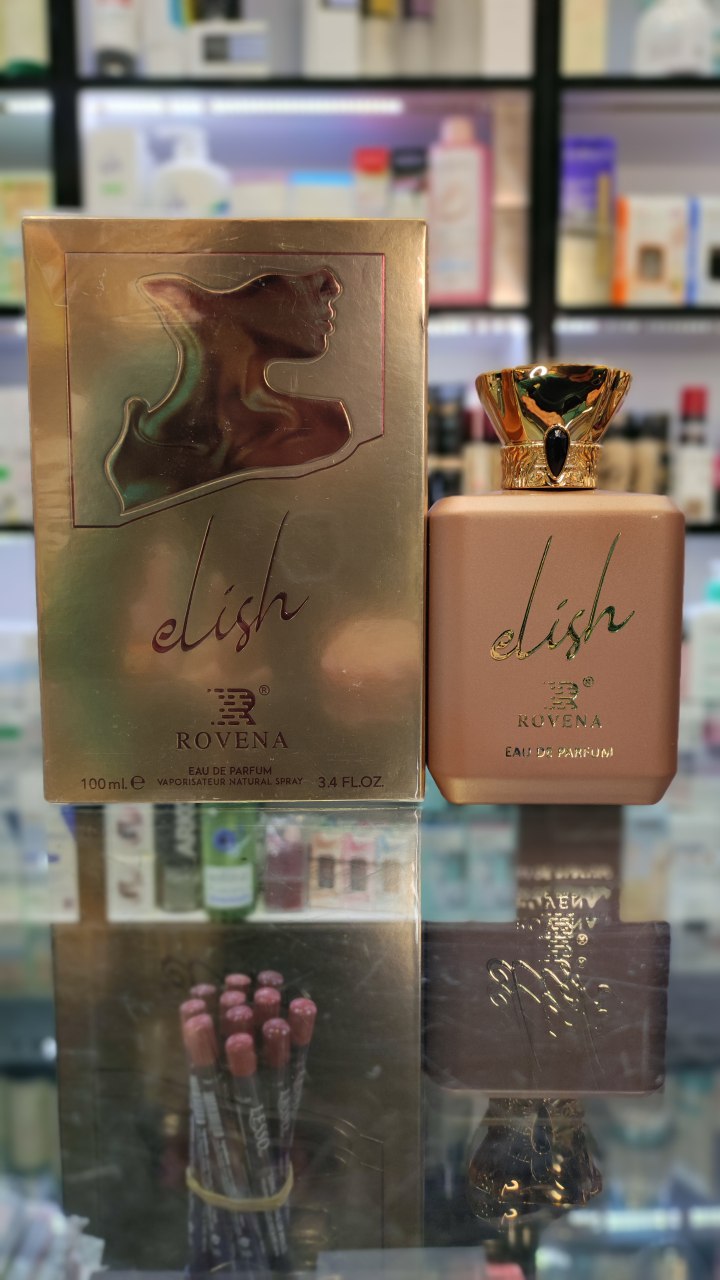 elish
R®
ROVENA
EAU DE PARFUM
100 ml. ℮ VAPORISATEUR NATURAL SPRAY 3.4 FL.OZ.
elish
R®
ROVENA
EAU DE PARFUM